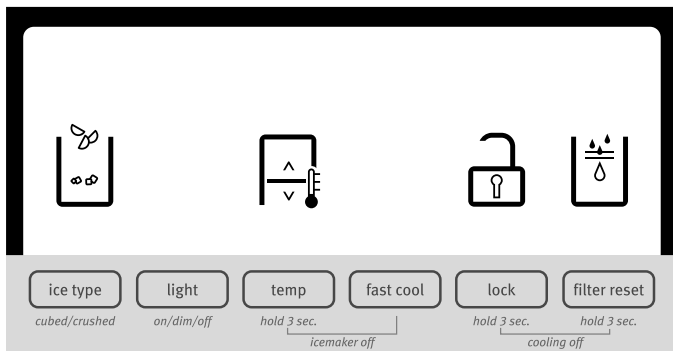 ice type light temp fast cool lock filter reset
cubed/crushed on/dim/off hold 3 sec. hold 3 sec. hold 3 sec.
icemaker off cooling off